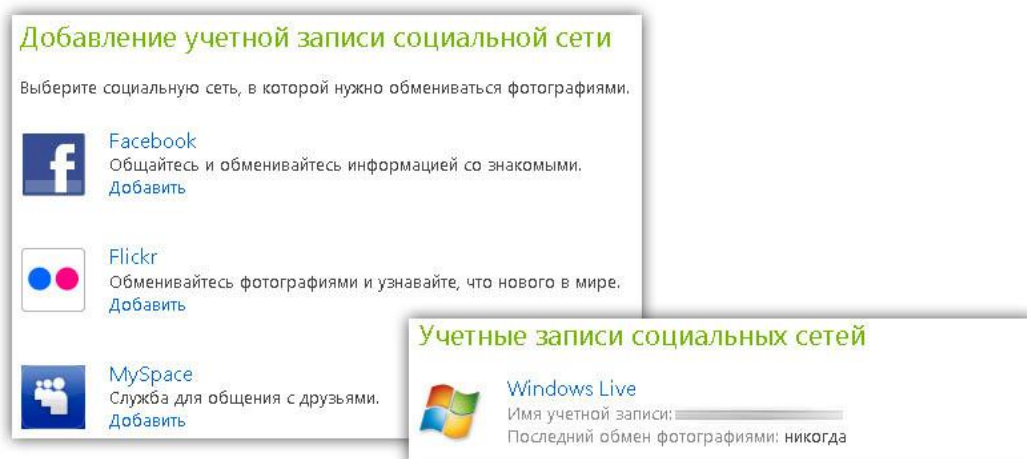 Добавление учетной записи социальной сети
Выберите социальную сеть, в которой нужно обмениваться фотографиями.
Facebook
Общайтесь и обменивайтесь информацией со знакомыми.
Добавить
Flickr
Обменивайтесь фотографиями и узнавайте, что нового в мире.
Добавить
MySpace
Служба для общения с друзьями.
Добавить
Учетные записи социальных сетей
Windows Live
Имя учетной записи:
Последний обмен фотографиями: никогда